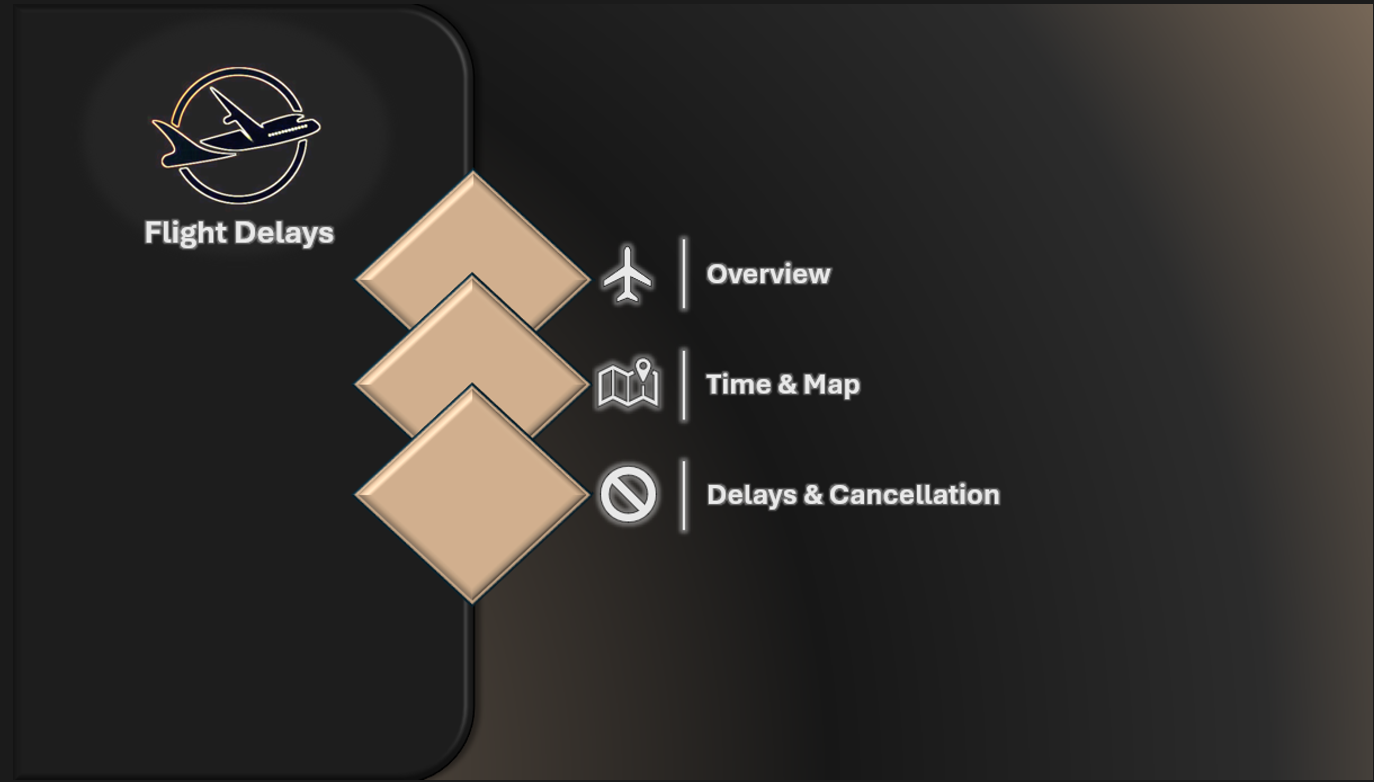 Flight Delays
Overview
Time & Map
Delays & Cancellation